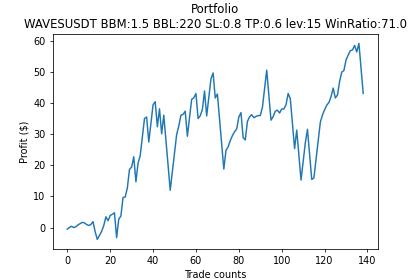 Portfolio
WAVESUSDT BBM:1.5 BBL:220 SL:0.8 TP:0.6 lev:15 WinRatio:71.0
60
50
40
30
20
10
0
Profit ($)
0 20 40 60 80 100 120 140
Trade counts